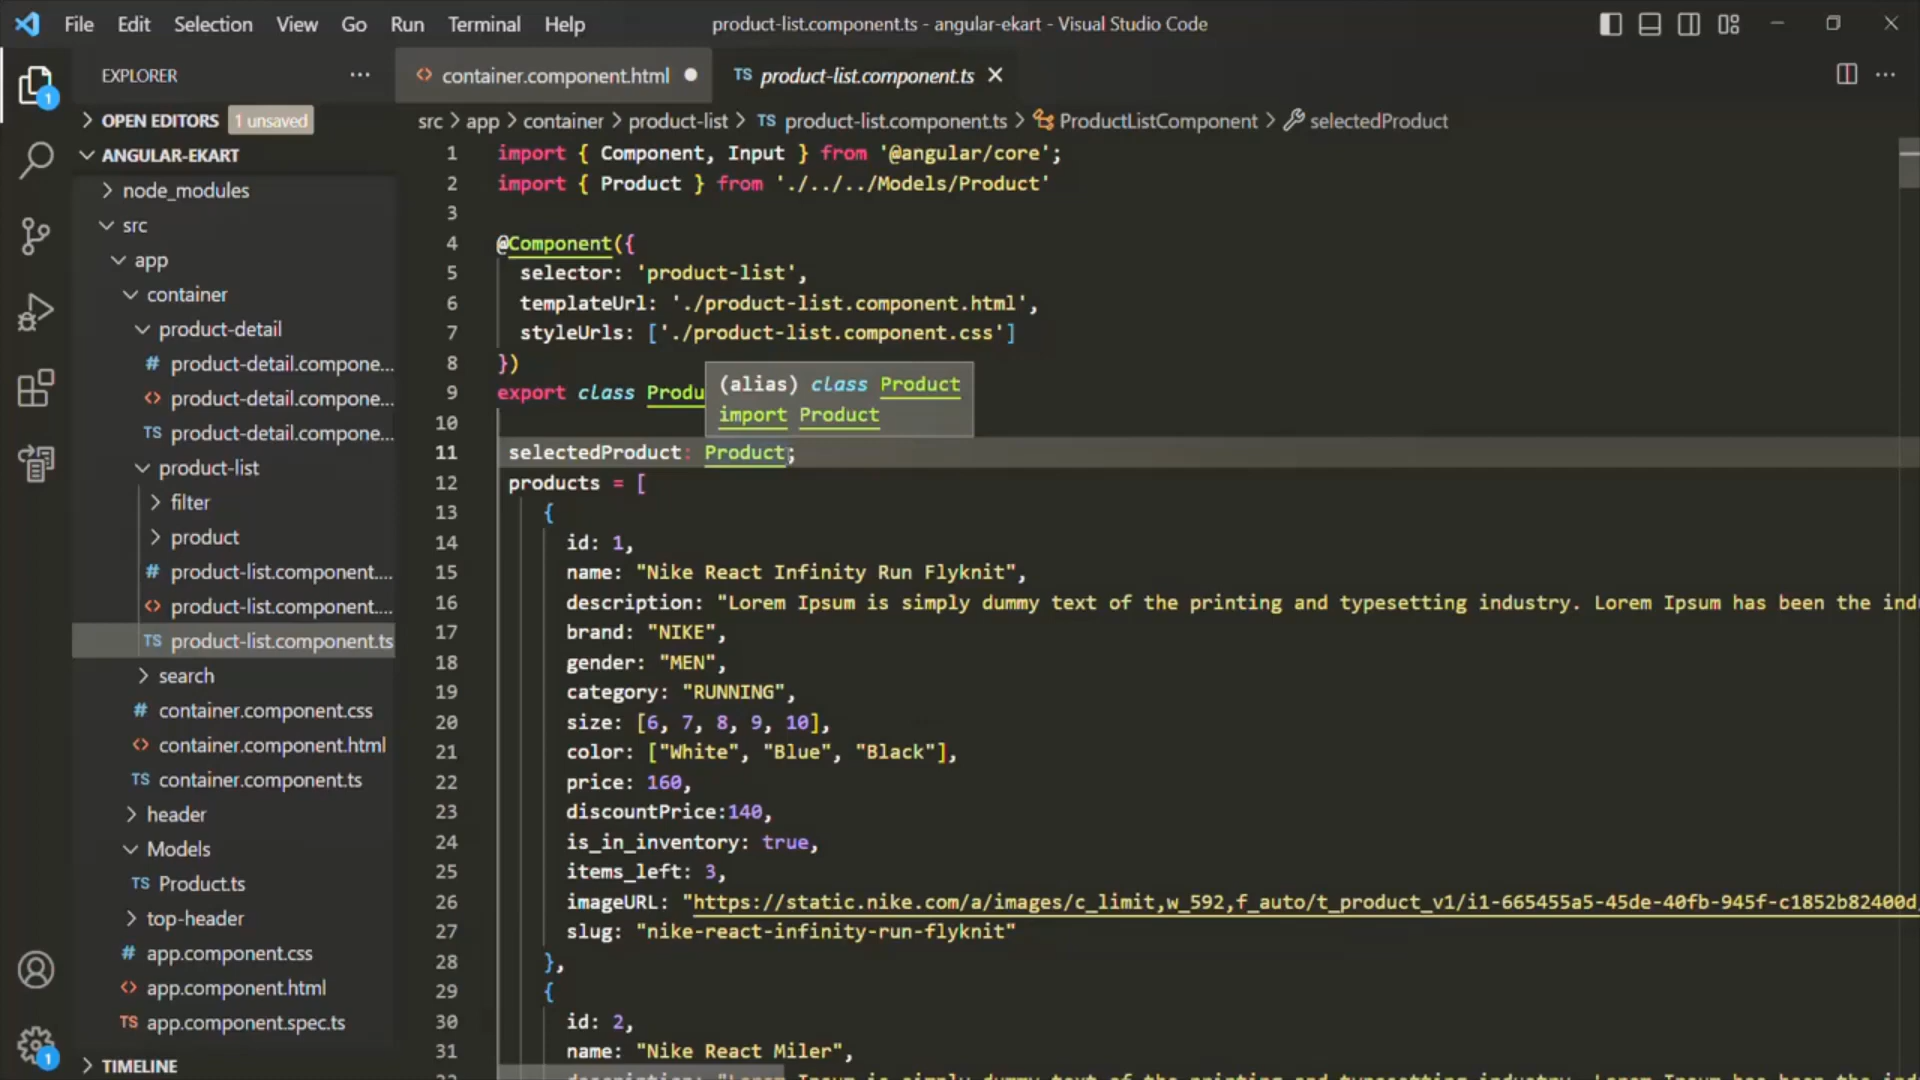 File Edit Selection View Go Run Terminal Help
product-list.component.ts - angular-ekart - Visual Studio Code
EXPLORER
container.component.html
TS product-list.component.ts
OPEN EDITORS 1 unsaved
ANGULAR-EKART
node_modules
src
app
container
product-detail
# product-detail.compone...
<> product-detail.compone...
TS product-detail.compone...
product-list
filter
product
# product-list.component....
<> product-list.component....
TS product-list.component.ts
search
# container.component.css
<> container.component.html
TS container.component.ts
header
Models
TS Product.ts
top-header
# app.component.css
<> app.component.html
TS app.component.spec.ts
TIMELINE
1
1
src > app > container > product-list > TS product-list.component.ts > ProductListComponent > selectedProduct
1 import { Component, Input } from '@angular/core';
2 import { Product } from './../../Models/Product'
3
4 @Component({
5 selector: 'product-list',
6 templateUrl: './product-list.component.html',
7 styleUrls: ['./product-list.component.css']
8 })
(alias) class Product
import Product
9 export class Produ
10
11 selectedProduct: Product;
12 products = [
13 {
14 id: 1,
15 name: "Nike React Infinity Run Flyknit",
16 description: "Lorem Ipsum is simply dummy text of the printing and typesetting industry. Lorem Ipsum has been the ind
17 brand: "NIKE",
18 gender: "MEN",
19 category: "RUNNING",
20 size: [6, 7, 8, 9, 10],
21 color: ["White", "Blue", "Black"],
22 price: 160,
23 discountPrice:140,
24 is_in_inventory: true,
25 items_left: 3,
26 imageURL: "https://static.nike.com/a/images/c_limit,w_592,f_auto/t_product_v1/i1-665455a5-45de-40fb-945f-c1852b82400d
27 slug: "nike-react-infinity-run-flyknit"
28 },
29 {
30 id: 2,
31 name: "Nike React Miler",